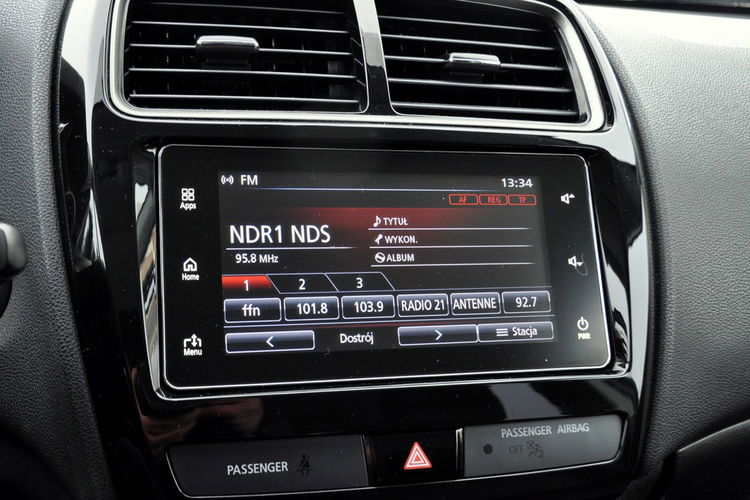 FM 13:34
AF REG TP
Apps
NDR1 NDS
95.8 MHz
TYTUŁ
WYKON.
ALBUM
Home
1 2 3
ffn 101.8 103.9 RADIO 21 ANTENNE 92.7
< Dostrój > Stacja
Menu
PWR
PASSENGER
PASSENGER AIRBAG
OFF 2